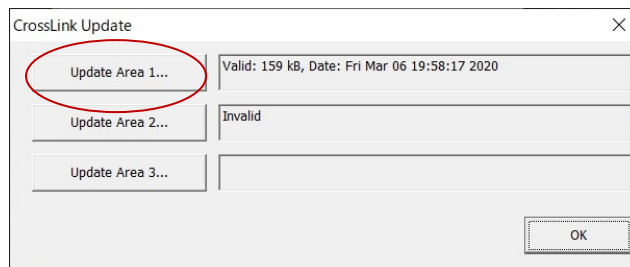 CrossLink Update
Update Area 1...
Valid: 159 kB, Date: Fri Mar 06 19:58:17 2020
Update Area 2...
Invalid
Update Area 3...
OK